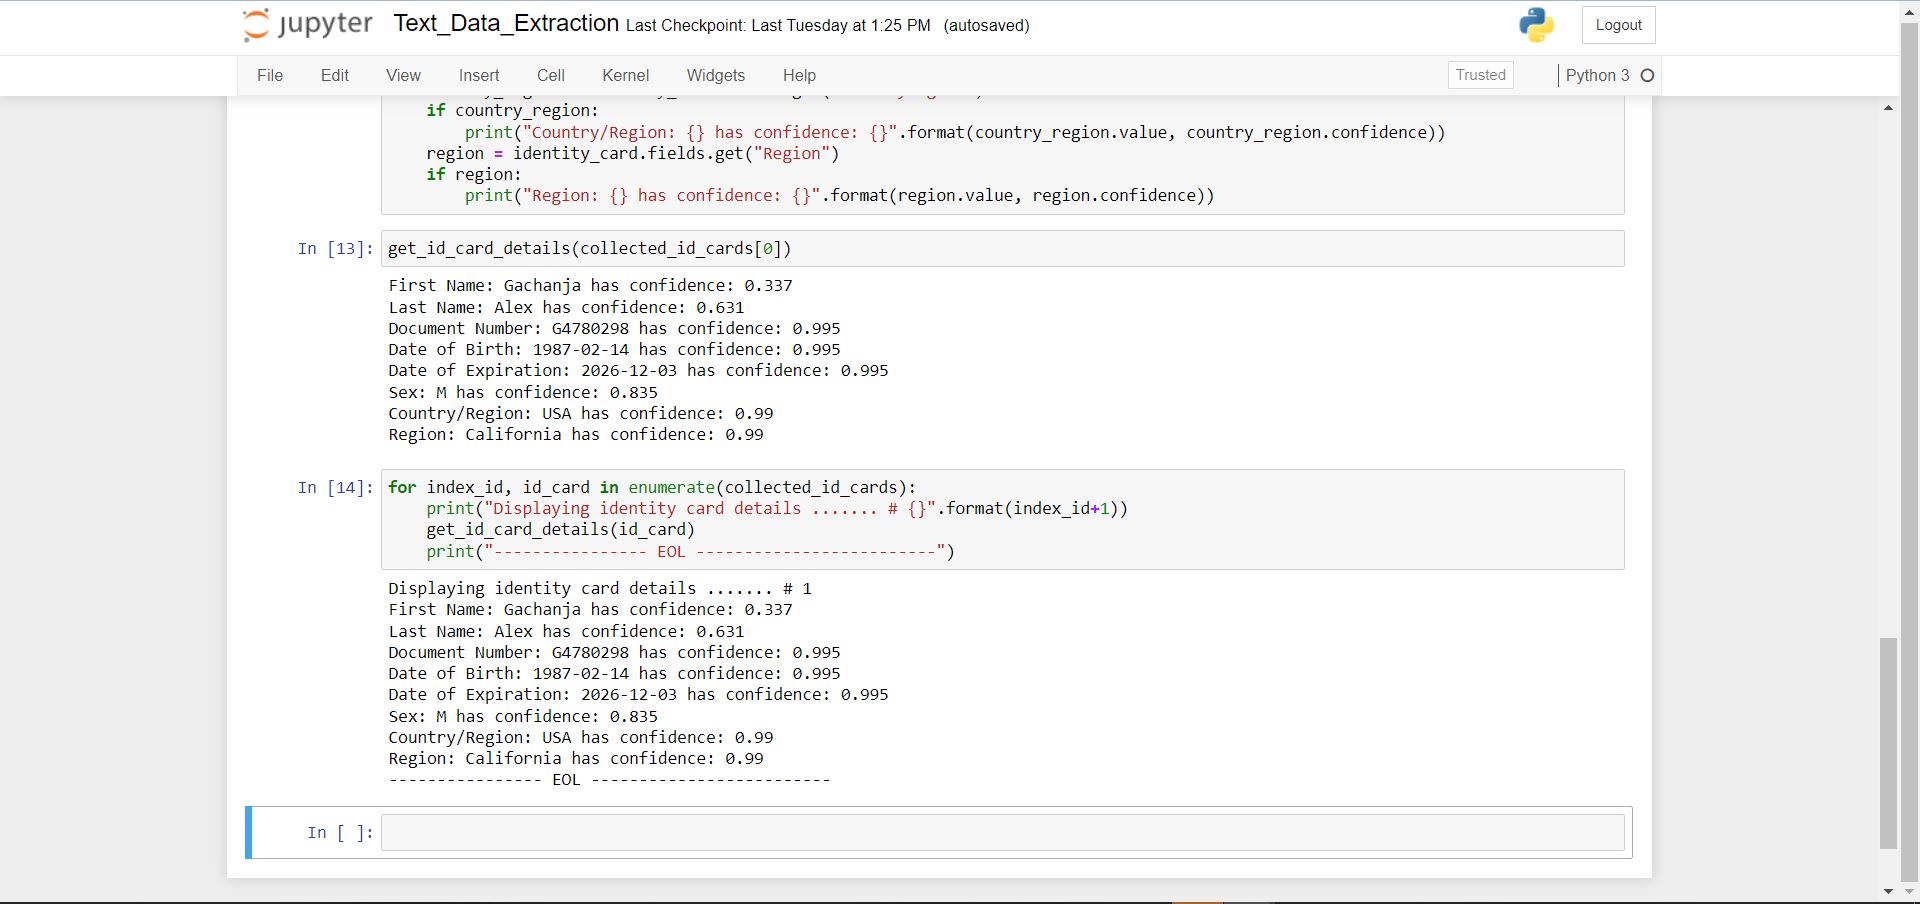 jupyter Text_Data_Extraction Last Checkpoint: Last Tuesday at 1:25 PM (autosaved)
Logout
File Edit View Insert Cell Kernel Widgets Help
Trusted
Python 3
if country_region:
print("Country/Region: {} has confidence: {}".format(country_region.value, country_region.confidence))
region = identity_card.fields.get("Region")
if region:
print("Region: {} has confidence: {}".format(region.value, region.confidence))
In [13]: get_id_card_details(collected_id_cards[0])
First Name: Gachanja has confidence: 0.337
Last Name: Alex has confidence: 0.631
Document Number: G4780298 has confidence: 0.995
Date of Birth: 1987-02-14 has confidence: 0.995
Date of Expiration: 2026-12-03 has confidence: 0.995
Sex: M has confidence: 0.835
Country/Region: USA has confidence: 0.99
Region: California has confidence: 0.99
In [14]: for index_id, id_card in enumerate(collected_id_cards):
print("Displaying identity card details ....... # {}".format(index_id+1))
get_id_card_details(id_card)
print("---------------- EOL -------------------------")
Displaying identity card details ....... # 1
First Name: Gachanja has confidence: 0.337
Last Name: Alex has confidence: 0.631
Document Number: G4780298 has confidence: 0.995
Date of Birth: 1987-02-14 has confidence: 0.995
Date of Expiration: 2026-12-03 has confidence: 0.995
Sex: M has confidence: 0.835
Country/Region: USA has confidence: 0.99
Region: California has confidence: 0.99
---------------- EOL -------------------------
In [ ]: